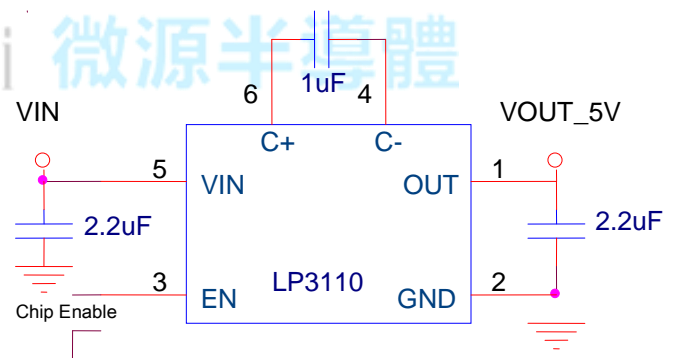 i 微源半導體
1uF
6
4
VIN
VOUT_5V
C+
C-
5
VIN
OUT
1
2.2uF
2.2uF
3
EN
LP3110
GND
2
Chip Enable